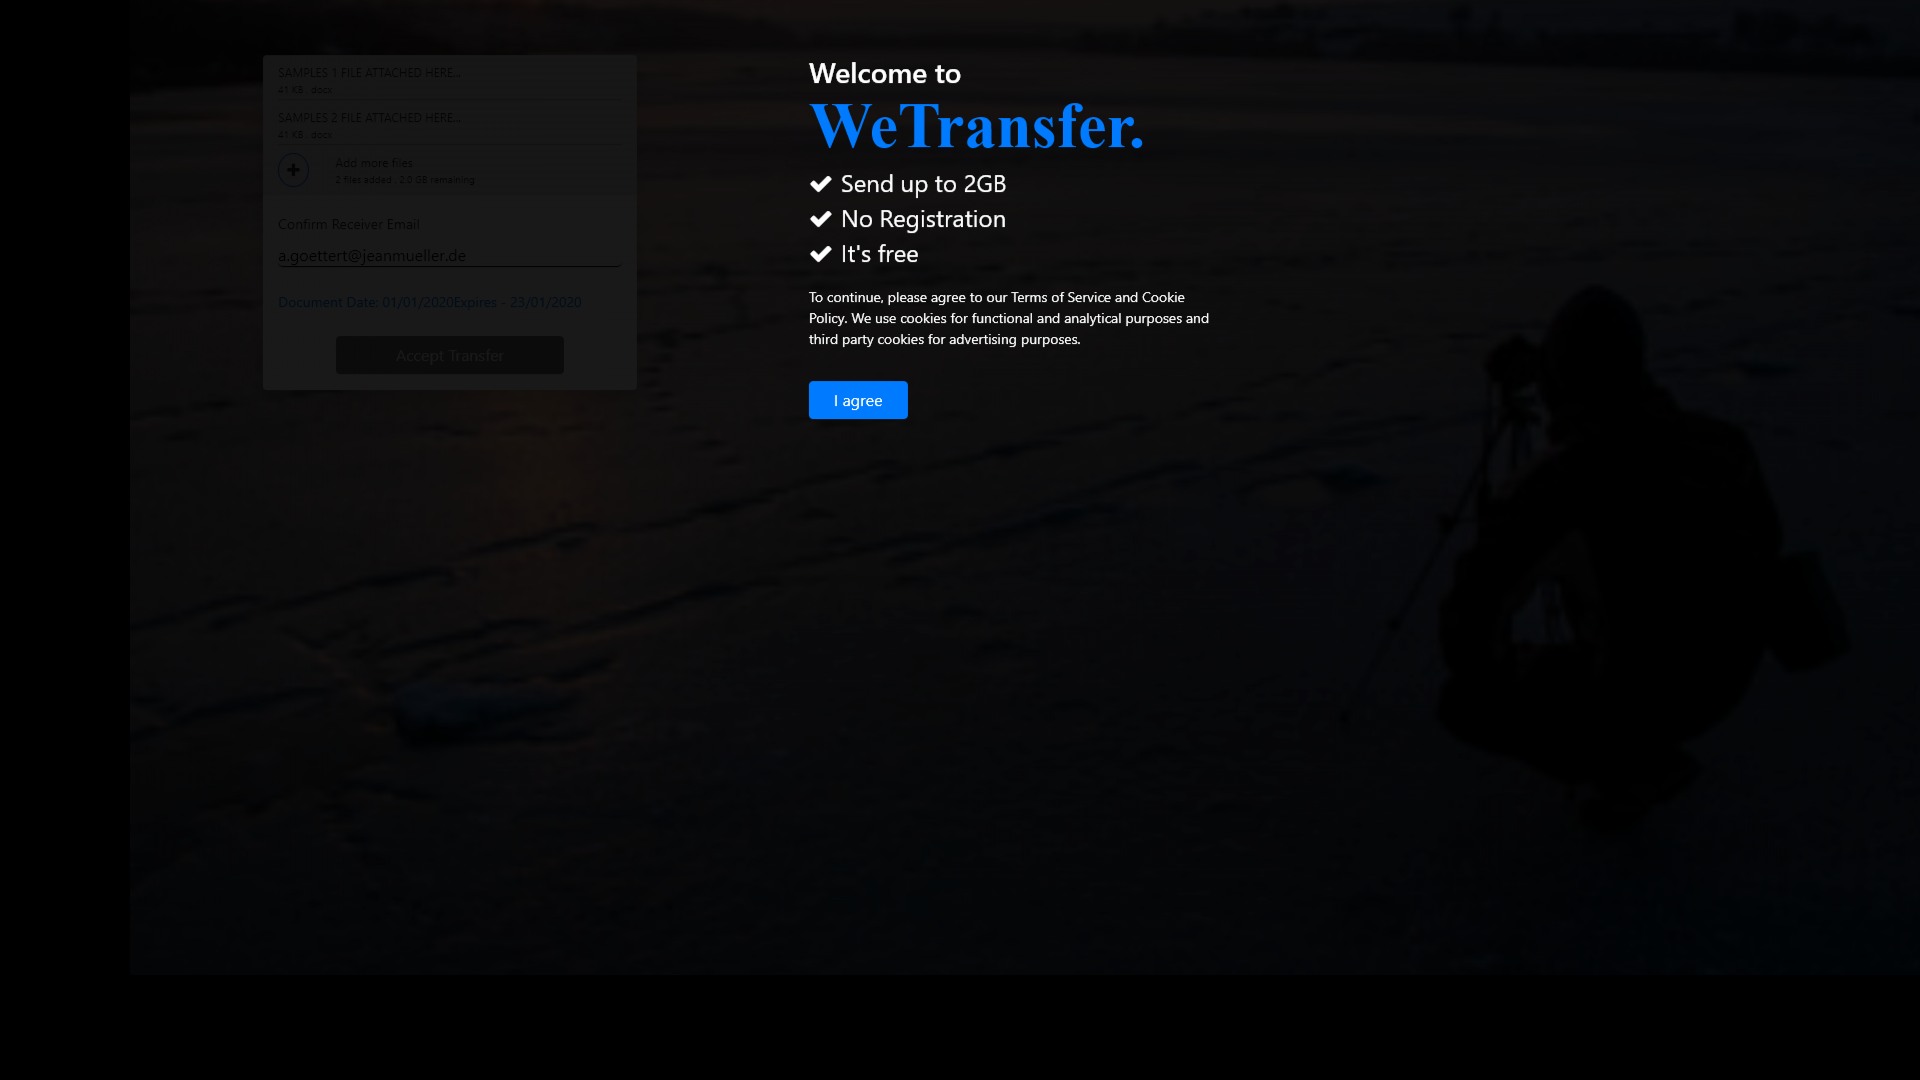 SAMPLES 1 FILE ATTACHED HERE...
41 KB . docx
SAMPLES 2 FILE ATTACHED HERE...
41 KB . docx
Add more files
2 files added . 2.0 GB remaining
Confirm Receiver Email
a.goettert@jeanmueller.de
Document Date: 01/01/2020Expires - 23/01/2020
Accept Transfer
Welcome to
WeTransfer.
Send up to 2GB
No Registration
It's free
To continue, please agree to our Terms of Service and Cookie
Policy. We use cookies for functional and analytical purposes and
third party cookies for advertising purposes.
I agree